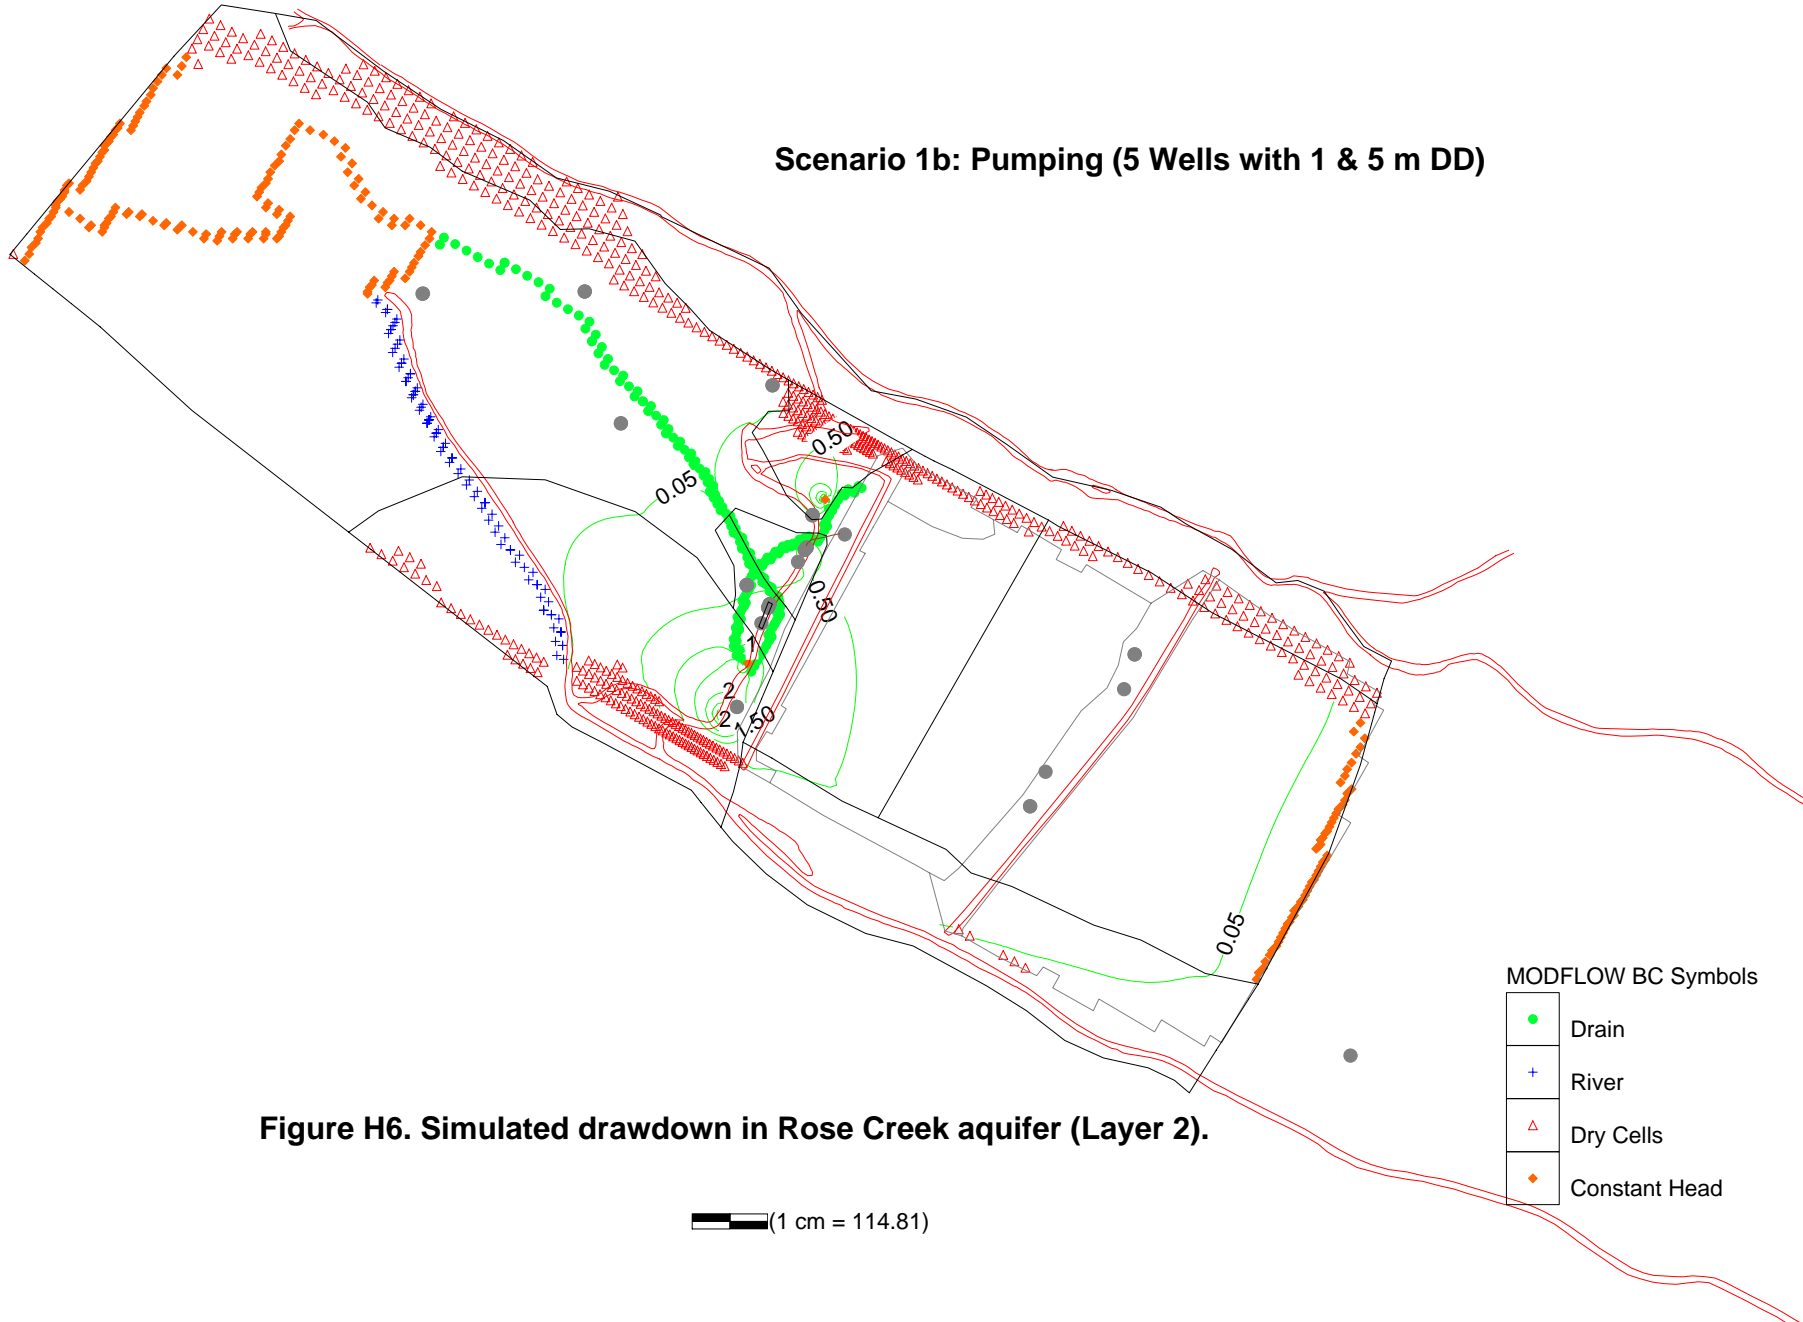 Scenario 1b: Pumping (5 Wells with 1 & 5 m DD)
0.50
0.05
0.50
1
2
2
1.50
0.05
MODFLOW BC Symbols
Drain
River
Dry Cells
Constant Head
Figure H6. Simulated drawdown in Rose Creek aquifer (Layer 2).
(1 cm = 114.81)